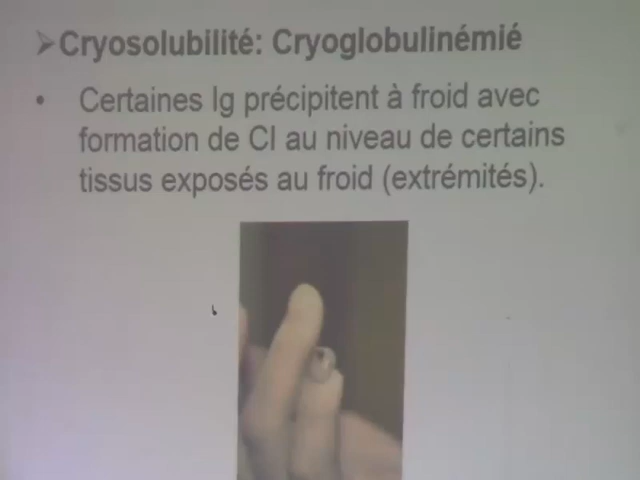 ➢Cryosolubilité: Cryoglobulinémié
• Certaines Ig précipitent à froid avec
formation de CI au niveau de certains
tissus exposés au froid (extrémités).